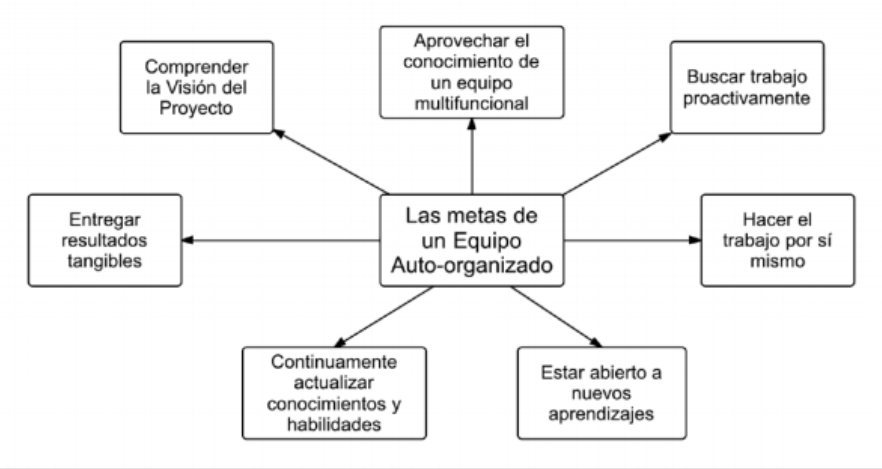 Comprender
la Visión del
Proyecto
Aprovechar el
conocimiento de
un equipo
multifuncional
Buscar trabajo
proactivamente
Entregar
resultados
tangibles
Las metas de
un Equipo
Auto-organizado
Hacer el
trabajo por sí
mismo
Continuamente
actualizar
conocimientos y
habilidades
Estar abierto a
nuevos
aprendizajes